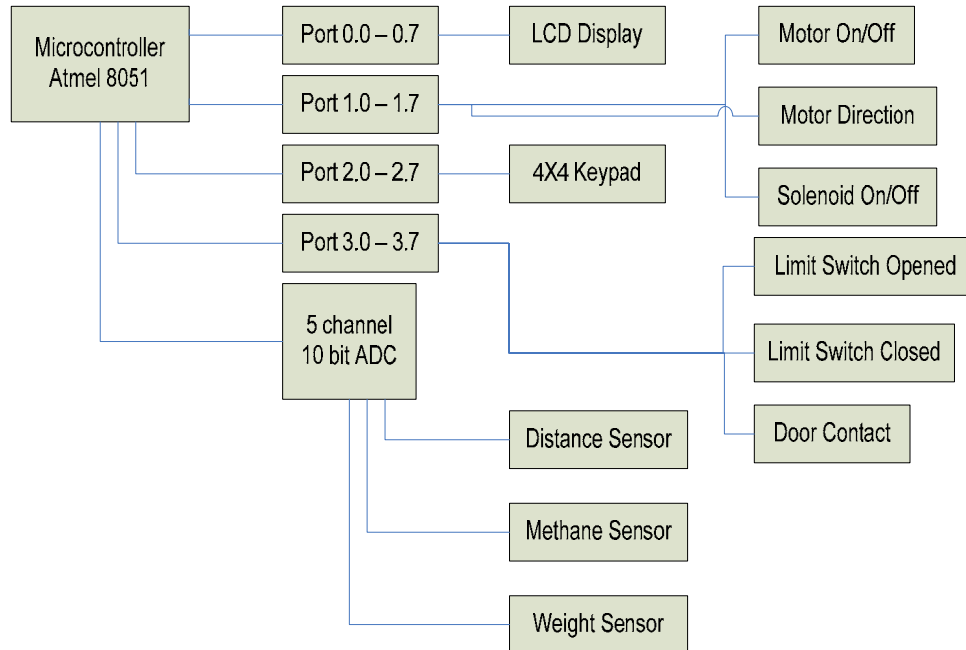 Microcontroller
Atmel 8051
Port 0.0 – 0.7
LCD Display
Motor On/Off
Port 1.0 – 1.7
Motor Direction
Port 2.0 – 2.7
4X4 Keypad
Solenoid On/Off
Port 3.0 – 3.7
Limit Switch Opened
5 channel
10 bit ADC
Limit Switch Closed
Distance Sensor
Door Contact
Methane Sensor
Weight Sensor